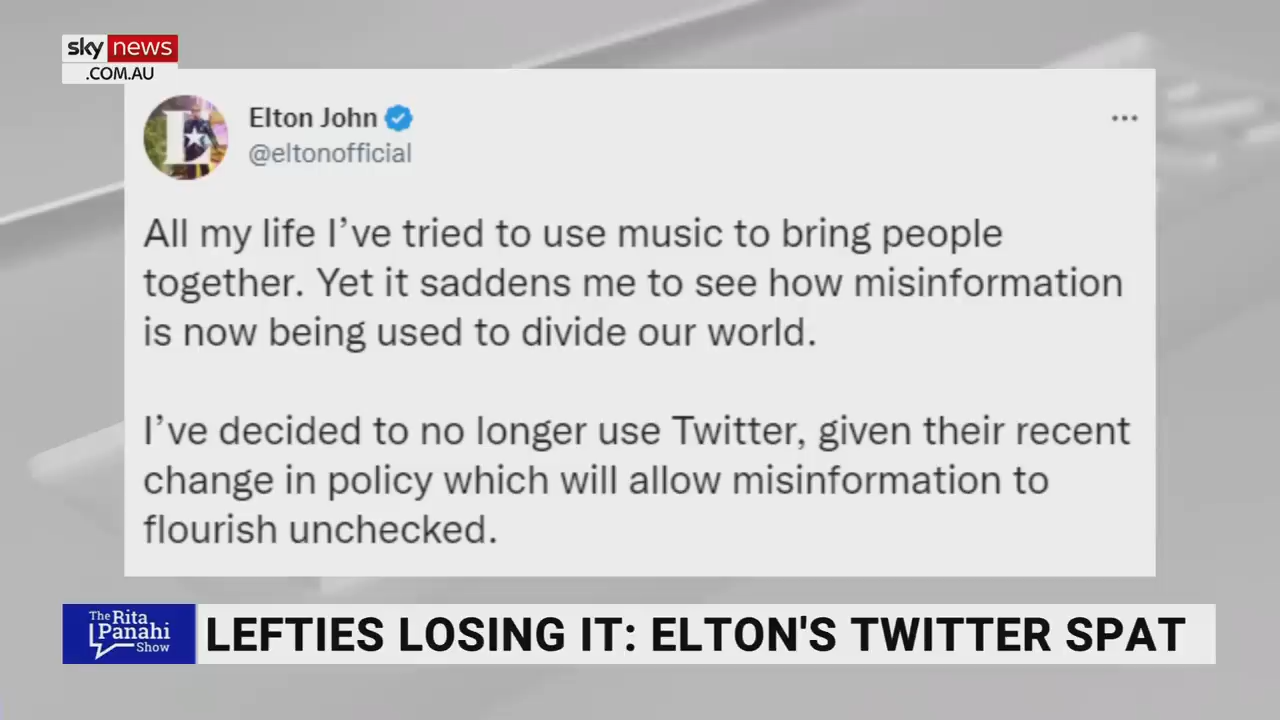 sky news
.COM.AU
Elton John
@eltonofficial
All my life I’ve tried to use music to bring people
together. Yet it saddens me to see how misinformation
is now being used to divide our world.
I’ve decided to no longer use Twitter, given their recent
change in policy which will allow misinformation to
flourish unchecked.
The Rita
Panahi
Show
LEFTIES LOSING IT: ELTON'S TWITTER SPAT